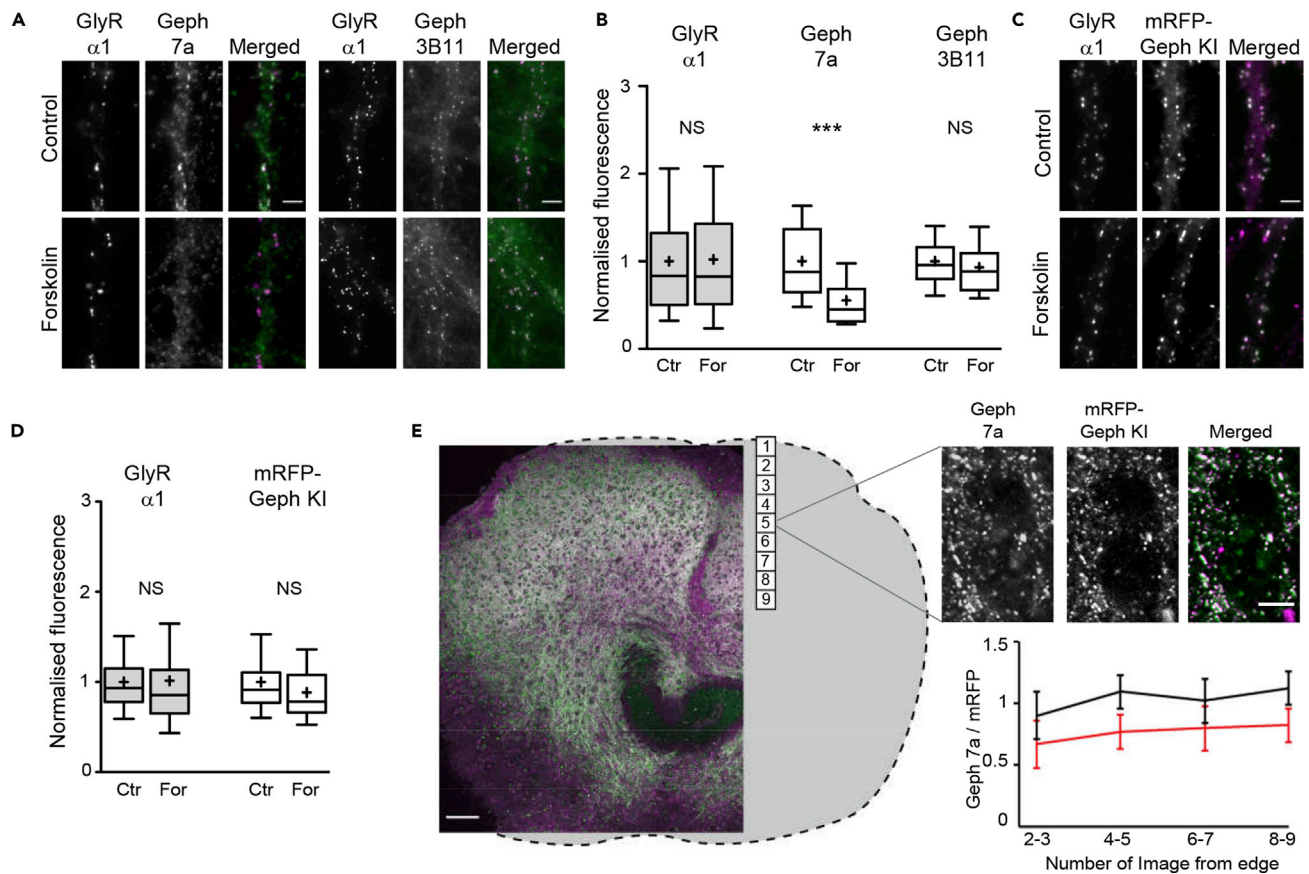 A
GlyR Geph GlyR Geph
α1 7a Merged α1 3B11 Merged
Control
Forskolin
B
GlyR Geph Geph
α1 7a 3B11
Normalised fluorescence
3
2
1
0
NS *** NS
Ctr For Ctr For Ctr For
C
GlyR mRFP-
α1 Geph KI Merged
Control
Forskolin
D
GlyR mRFP-
α1 Geph KI
Normalised fluorescence
3
2
1
0
NS NS
Ctr For Ctr For
E
1
2
3
4
5
6
7
8
9
Geph mRFP-
7a Geph KI Merged
Geph 7a / mRFP
1.5
1
0.5
0
2-3 4-5 6-7 8-9
Number of Image from edge